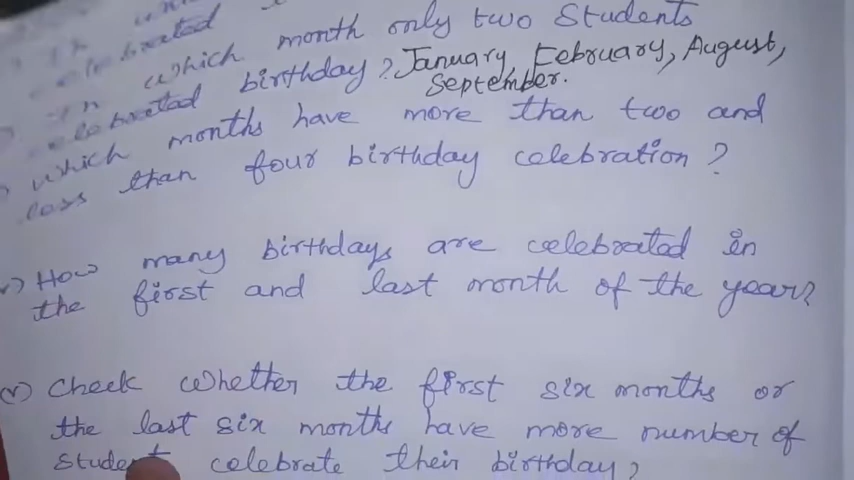 celebrated
In which month only two Students
celebrated birthday? January, February, August,
September.
which months have more than two and
less than four birthday celebration?
How many birthdays are celebrated in
the first and last month of the year?
(v) Check whether the first six months or
the last six months have more number of
Student celebrate their birthday?